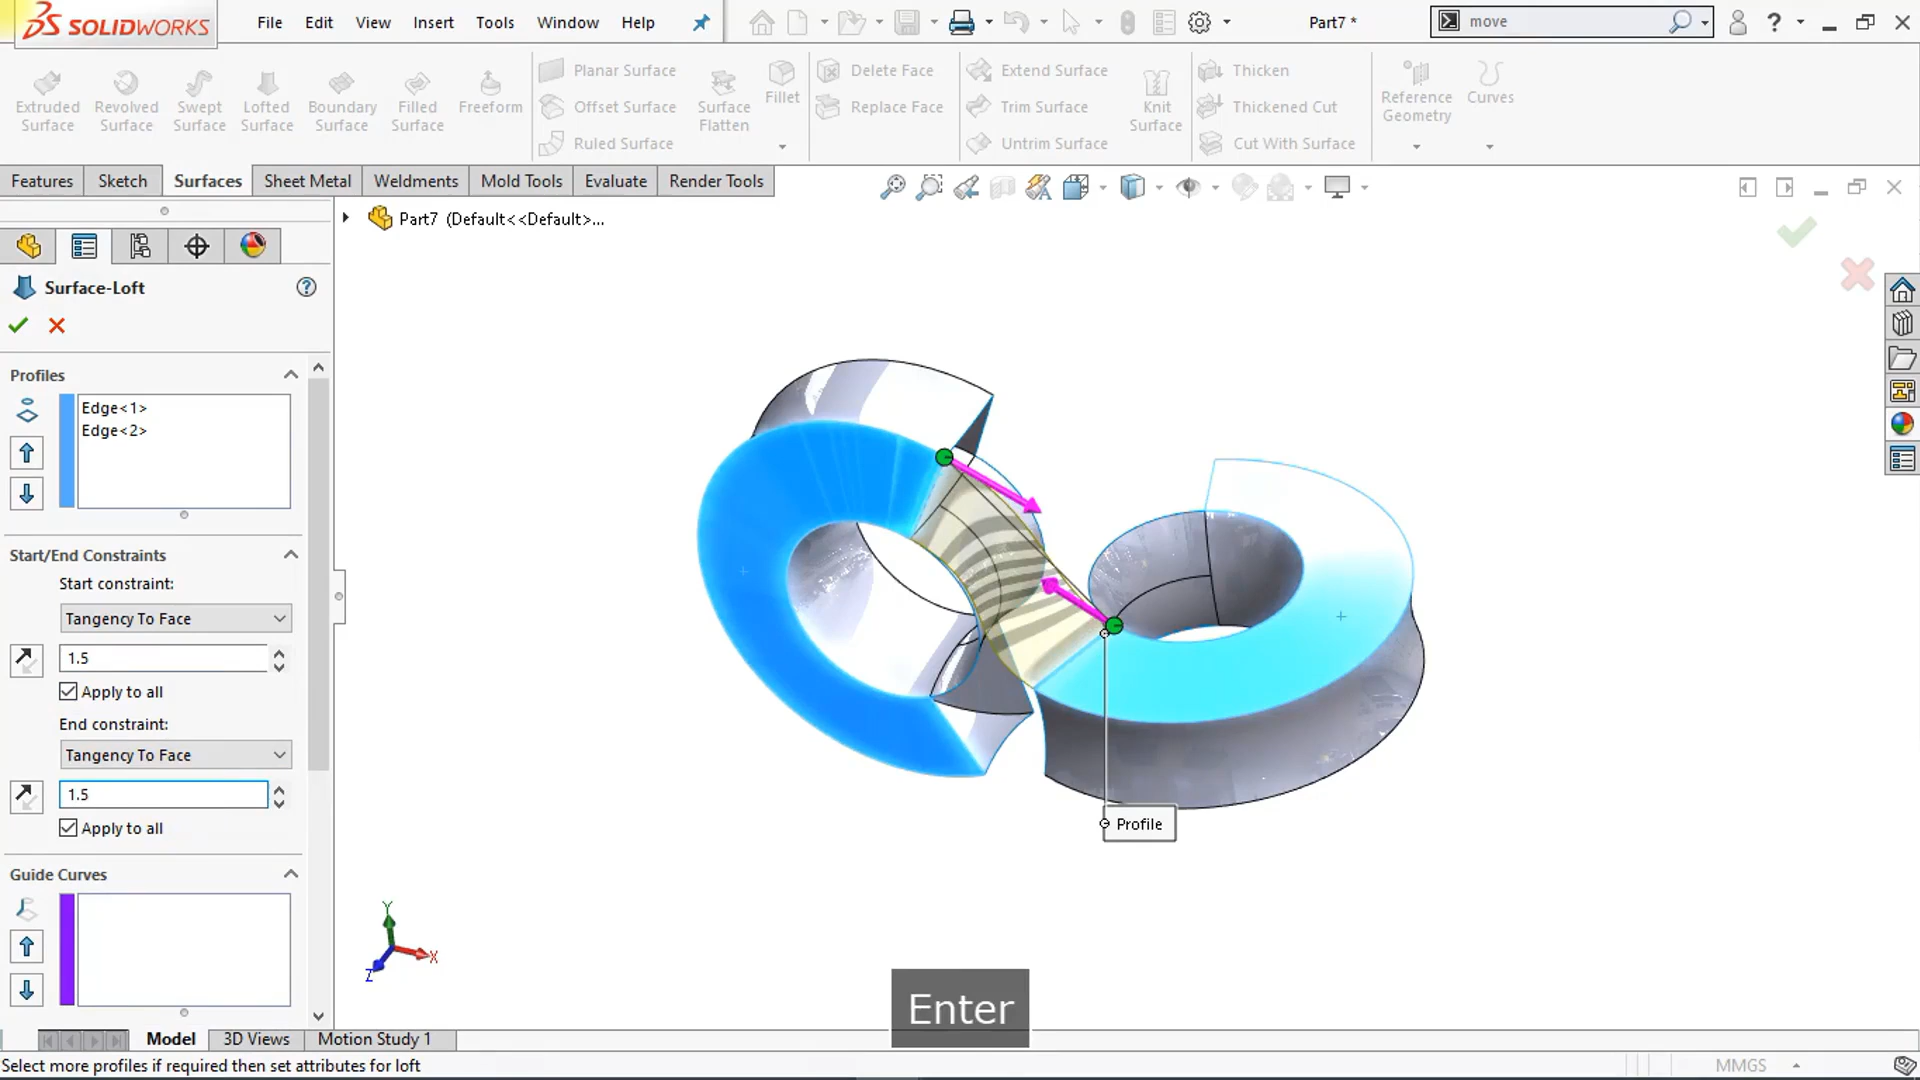 SOLIDWORKS
File Edit View Insert Tools Window Help
Part7 *
move
?
Extruded Surface
Revolved Surface
Swept Surface
Lofted Surface
Boundary Surface
Filled Surface
Freeform
Planar Surface
Offset Surface
Ruled Surface
Surface Flatten
Fillet
Delete Face
Replace Face
Extend Surface
Trim Surface
Untrim Surface
Knit Surface
Thicken
Thickened Cut
Cut With Surface
Reference Geometry
Curves
Features Sketch Surfaces Sheet Metal Weldments Mold Tools Evaluate Render Tools
Part7 (Default<<Default>...
Surface-Loft
?
Profiles
Edge<1>
Edge<2>
Start/End Constraints
Start constraint:
Tangency To Face
1.5
Apply to all
End constraint:
Tangency To Face
1.5
Apply to all
Guide Curves
Profile
Y
X
Z
Enter
Model 3D Views Motion Study 1
Select more profiles if required then set attributes for loft
MMGS